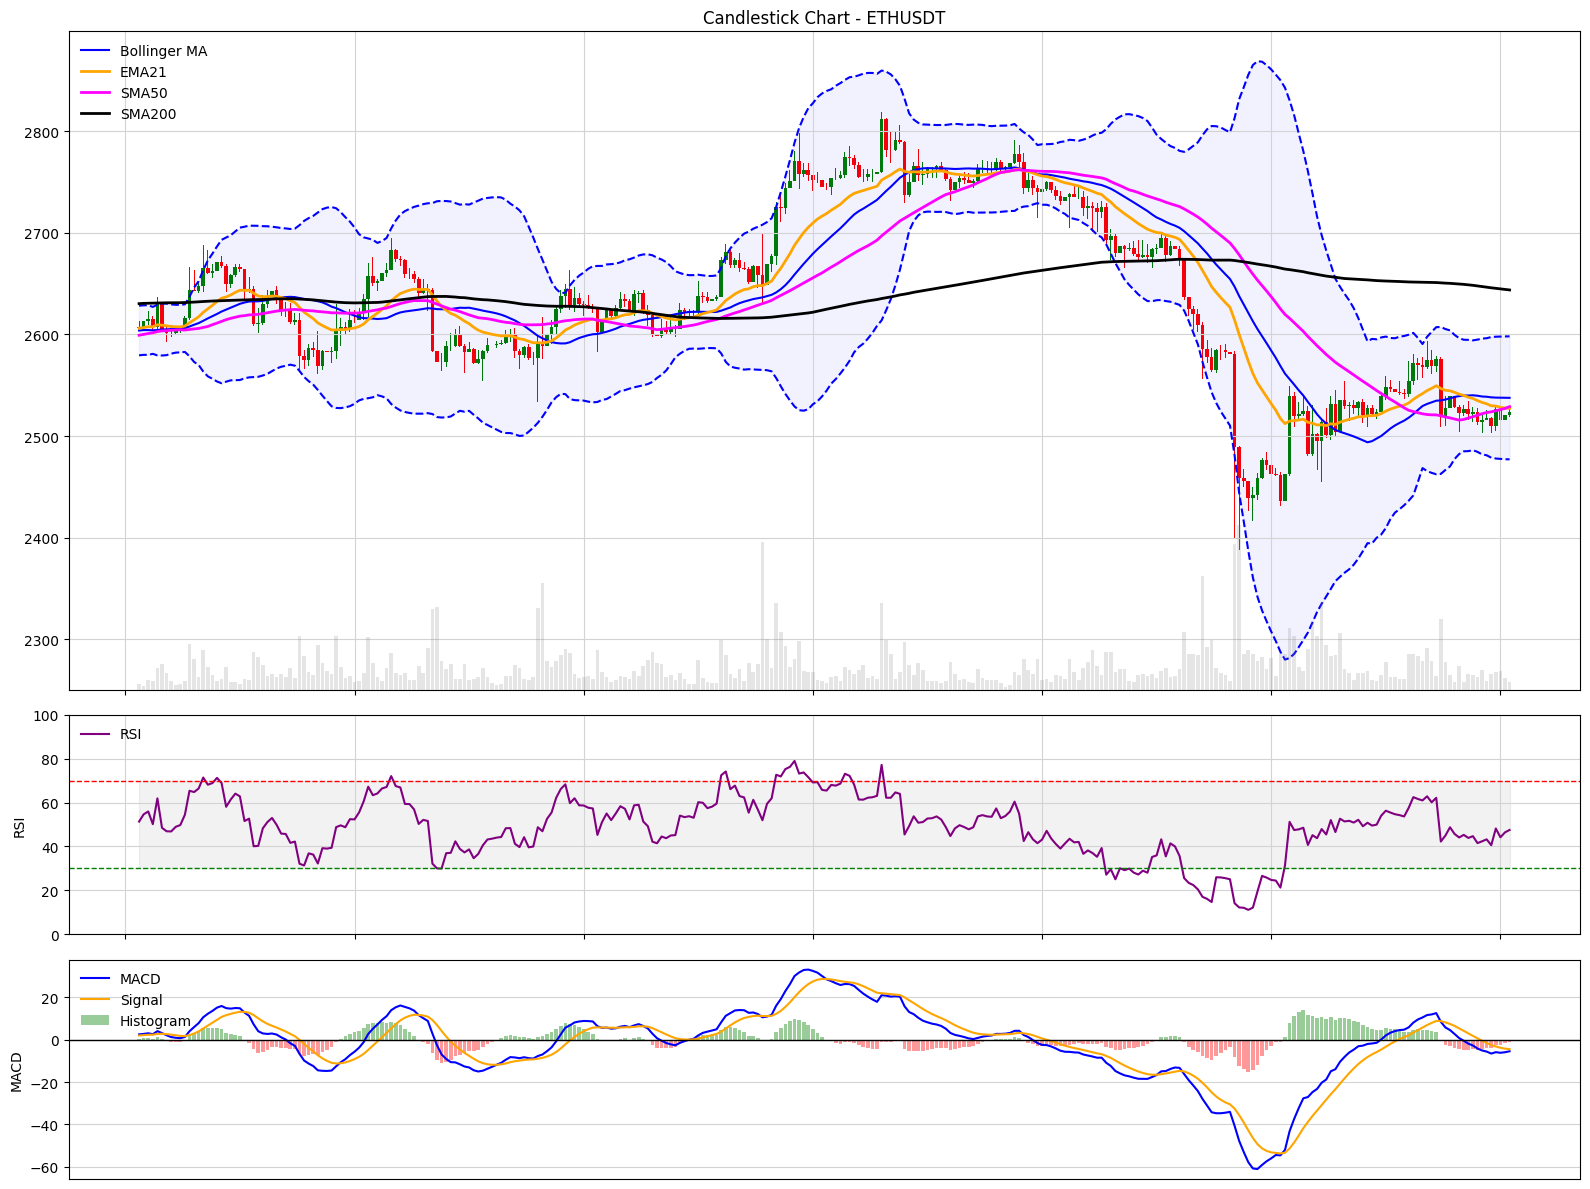 Candlestick Chart - ETHUSDT
Bollinger MA
EMA21
SMA50
SMA200
2800
2700
2600
2500
2400
2300
100
80
60
40
20
0
RSI
RSI
20
0
−20
−40
−60
MACD
MACD
Signal
Histogram